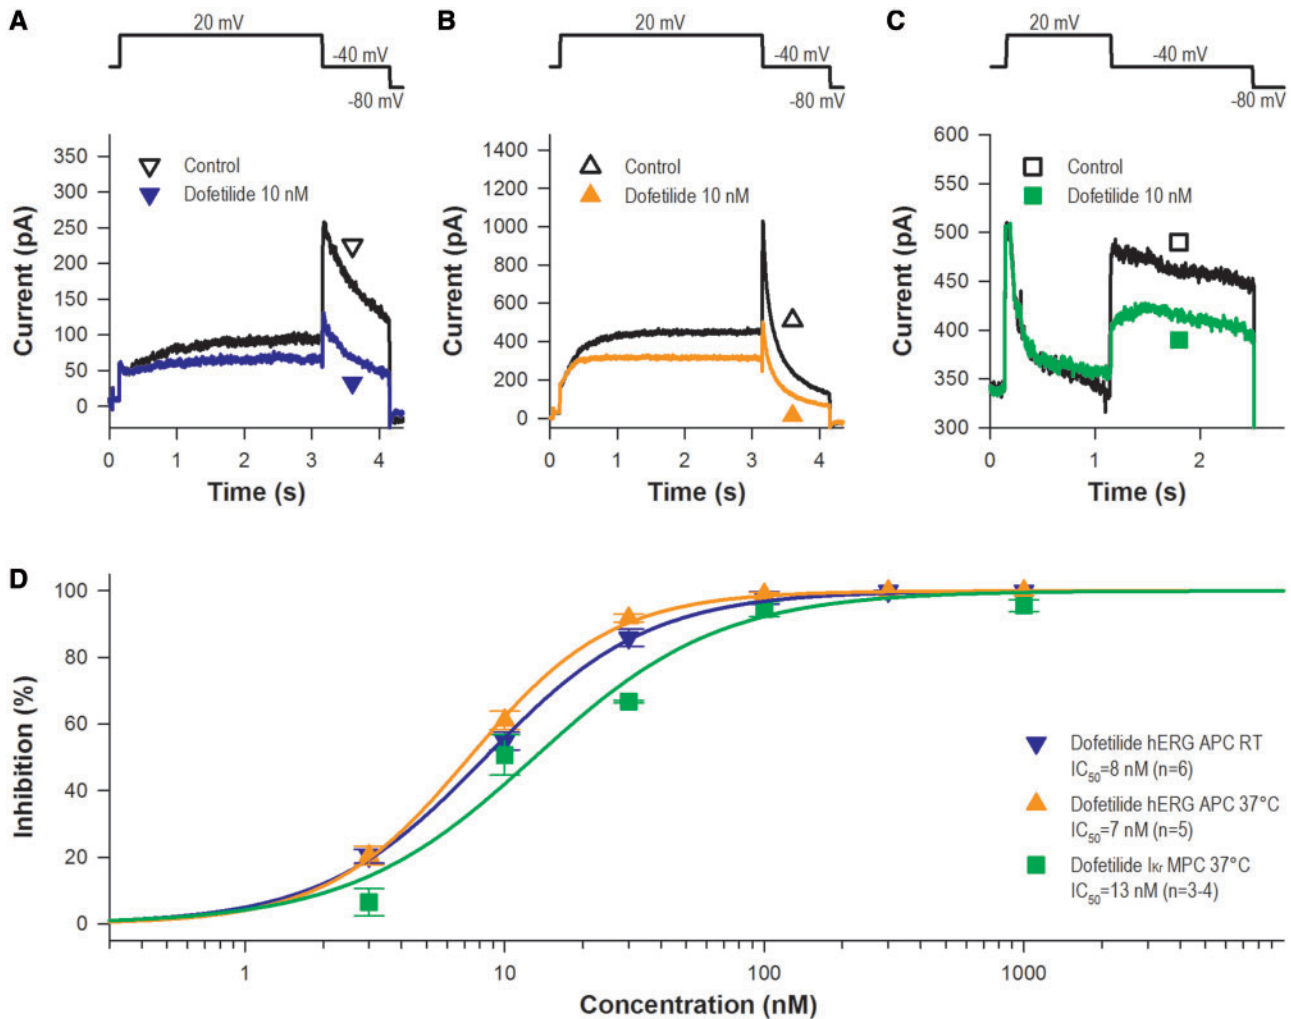 A
20 mV
-40 mV
-80 mV
350
300
250
200
150
100
50
0
Current (pA)
Control
Dofetilide 10 nM
0 1 2 3 4
Time (s)
B
20 mV
-40 mV
-80 mV
1400
1200
1000
800
600
400
200
0
Current (pA)
Control
Dofetilide 10 nM
0 1 2 3 4
Time (s)
C
20 mV
-40 mV
-80 mV
600
550
500
450
400
350
300
Current (pA)
Control
Dofetilide 10 nM
0 1 2
Time (s)
D
100
80
60
40
20
0
Inhibition (%)
Dofetilide hERG APC RT
IC50=8 nM (n=6)
Dofetilide hERG APC 37°C
IC50=7 nM (n=5)
Dofetilide IKr MPC 37°C
IC50=13 nM (n=3-4)
1 10 100 1000
Concentration (nM)